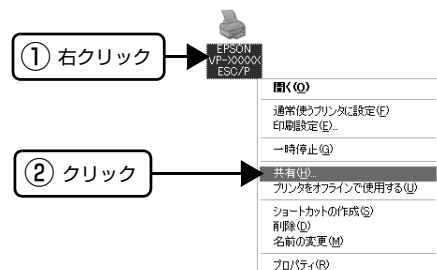 ① 右クリック
EPSON
VP-XXXXX
ESC/P
開く(O)
通常使うプリンタに設定(F)
印刷設定(E)...
一時停止(G)
② クリック
共有(H)...
プリンタをオフラインで使用する(U)
ショートカットの作成(S)
削除(D)
名前の変更(M)
プロパティ(R)